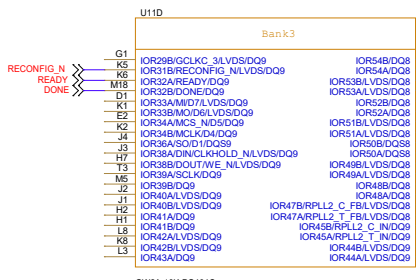 U11D
Bank3
G1 IOR29B/GCLKC_3/LVDS/DQ9 IOR54B/DQ8
RECONFIG_N K5 IOR31B/RECONFIG_N/LVDS/DQ9 IOR54A/DQ8
READY K6 IOR32A/READY/DQ9 IOR53B/LVDS/DQ8
DONE M18 IOR32B/DONE/DQ9 IOR53A/LVDS/DQ8
D1 IOR33A/MI/D7/LVDS/DQ9 IOR52B/DQ8
K1 IOR33B/MO/D6/LVDS/DQ9 IOR52A/DQ8
E2 IOR34A/MCS_N/D5/DQ9 IOR51B/LVDS/DQ8
K2 IOR34B/MCLK/D4/DQ9 IOR51A/LVDS/DQ8
J4 IOR36A/SO/D1/DQS9 IOR50B/DQS8
J3 IOR38A/DIN/CLKHOLD_N/LVDS/DQ9 IOR50A/DQS8
H7 IOR38B/DOUT/WE_N/LVDS/DQ9 IOR49B/LVDS/DQ8
T3 IOR39A/SCLK/DQ9 IOR49A/LVDS/DQ8
M5 IOR39B/DQ9 IOR48B/DQ8
J2 IOR40A/LVDS/DQ9 IOR48A/DQ8
J1 IOR40B/LVDS/DQ9 IOR47B/RPLL2_C_FB/LVDS/DQ8
H2 IOR41A/DQ9 IOR47A/RPLL2_T_FB/LVDS/DQ8
H1 IOR41B/DQ9 IOR45B/RPLL2_C_IN/DQ9
L8 IOR42A/LVDS/DQ9 IOR45A/RPLL2_T_IN/DQ9
K8 IOR42B/LVDS/DQ9 IOR44B/LVDS/DQ9
L3 IOR43A/DQ9 IOR44A/LVDS/DQ9